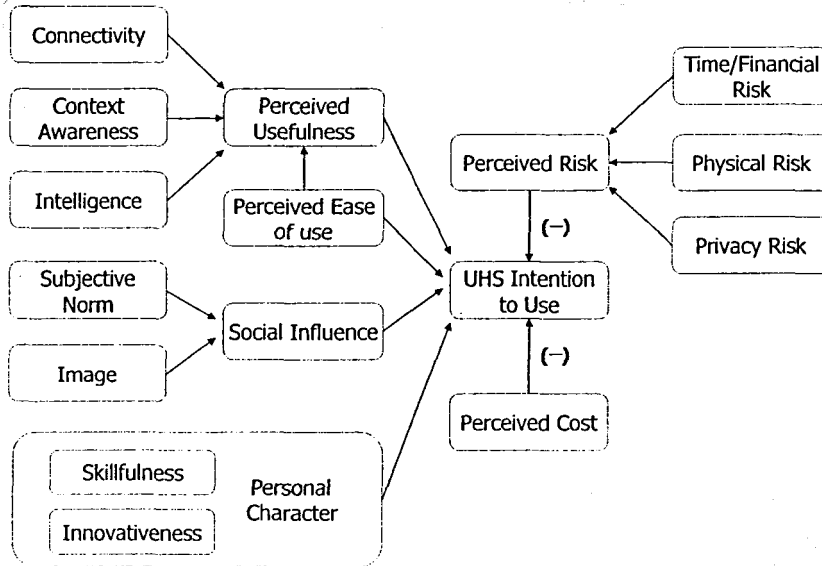 Connectivity
Context
Awareness
Intelligence
Perceived
Usefulness
Perceived Ease
of use
Subjective
Norm
Image
Social Influence
Skillfulness
Innovativeness
Personal
Character
Time/Financial
Risk
Perceived Risk
Physical Risk
Privacy Risk
(−)
UHS Intention
to Use
(−)
Perceived Cost